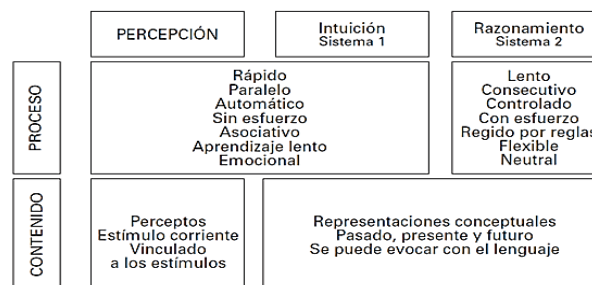 PERCEPCIÓN
Intuición
Sistema 1
Razonamiento
Sistema 2
PROCESO
Rápido
Paralelo
Automático
Sin esfuerzo
Asociativo
Aprendizaje lento
Emocional
Lento
Consecutivo
Controlado
Con esfuerzo
Regido por reglas
Flexible
Neutral
CONTENIDO
Perceptos
Estímulo corriente
Vinculado
a los estímulos
Representaciones conceptuales
Pasado, presente y futuro
Se puede evocar con el lenguaje